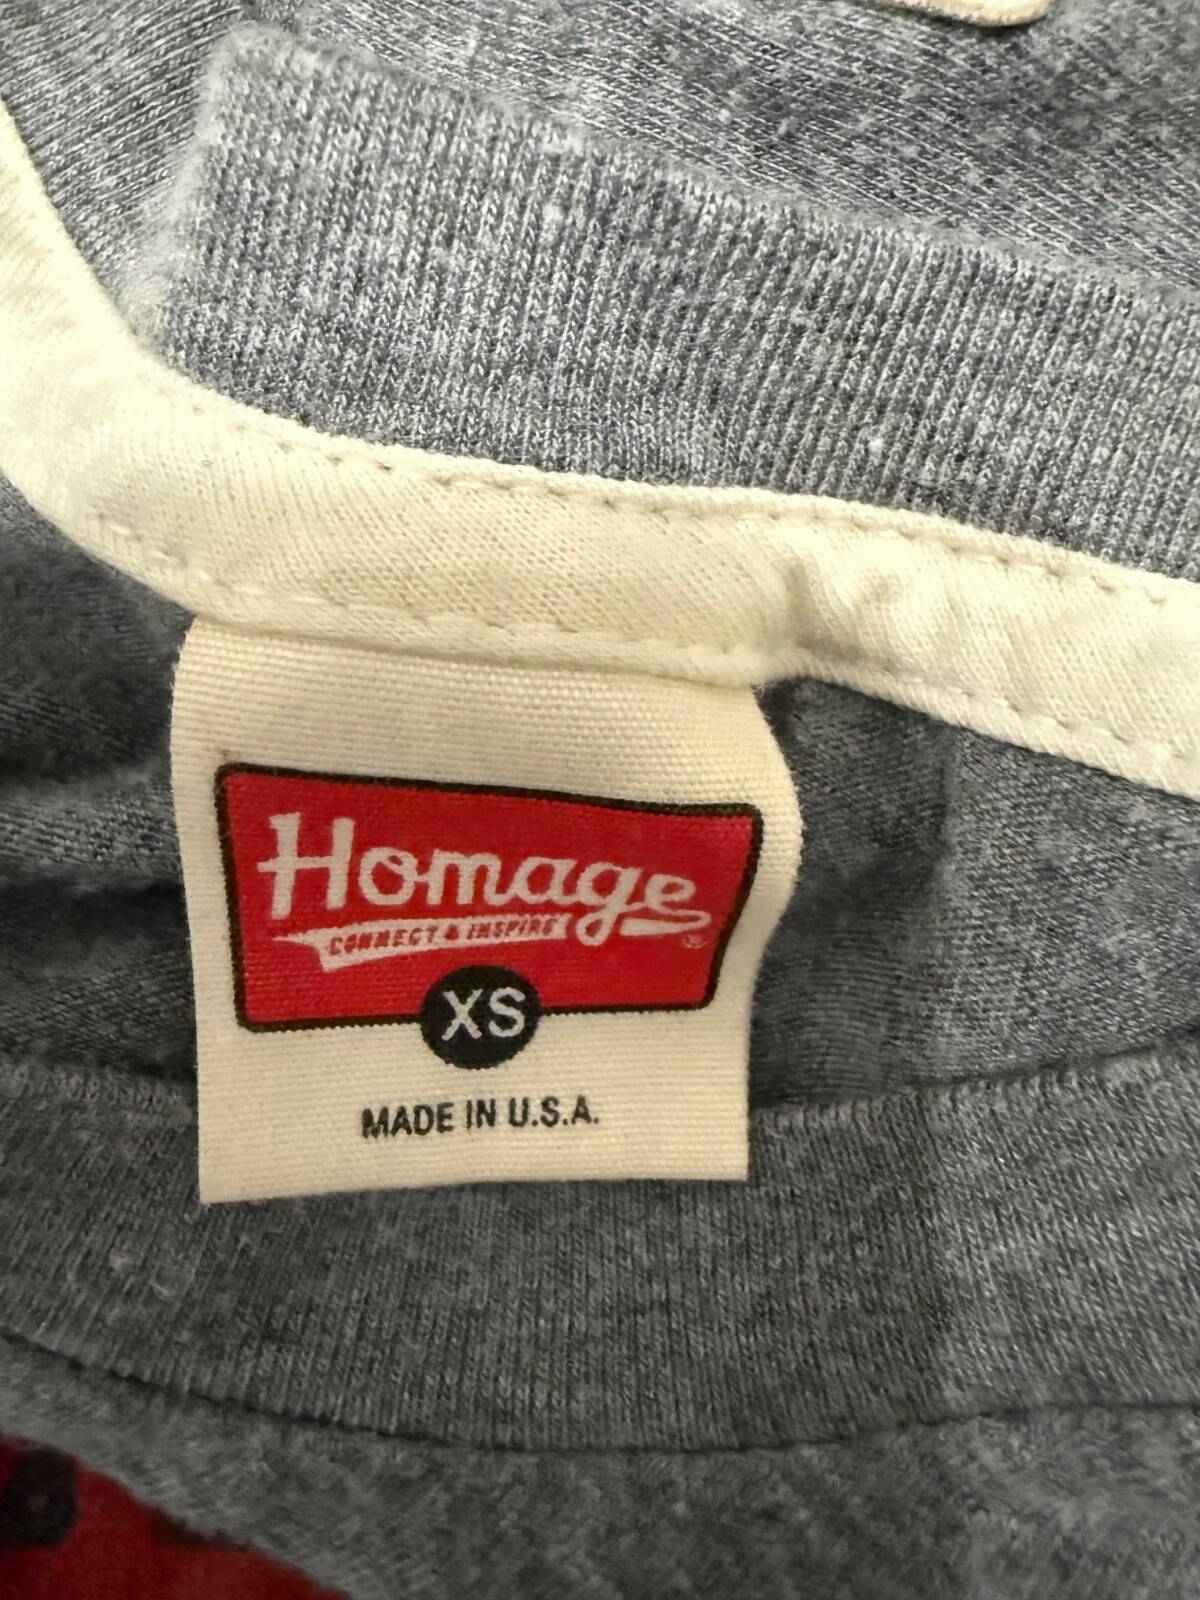 Homage
CONNECT & INSPIRE
®
XS
MADE IN U.S.A.